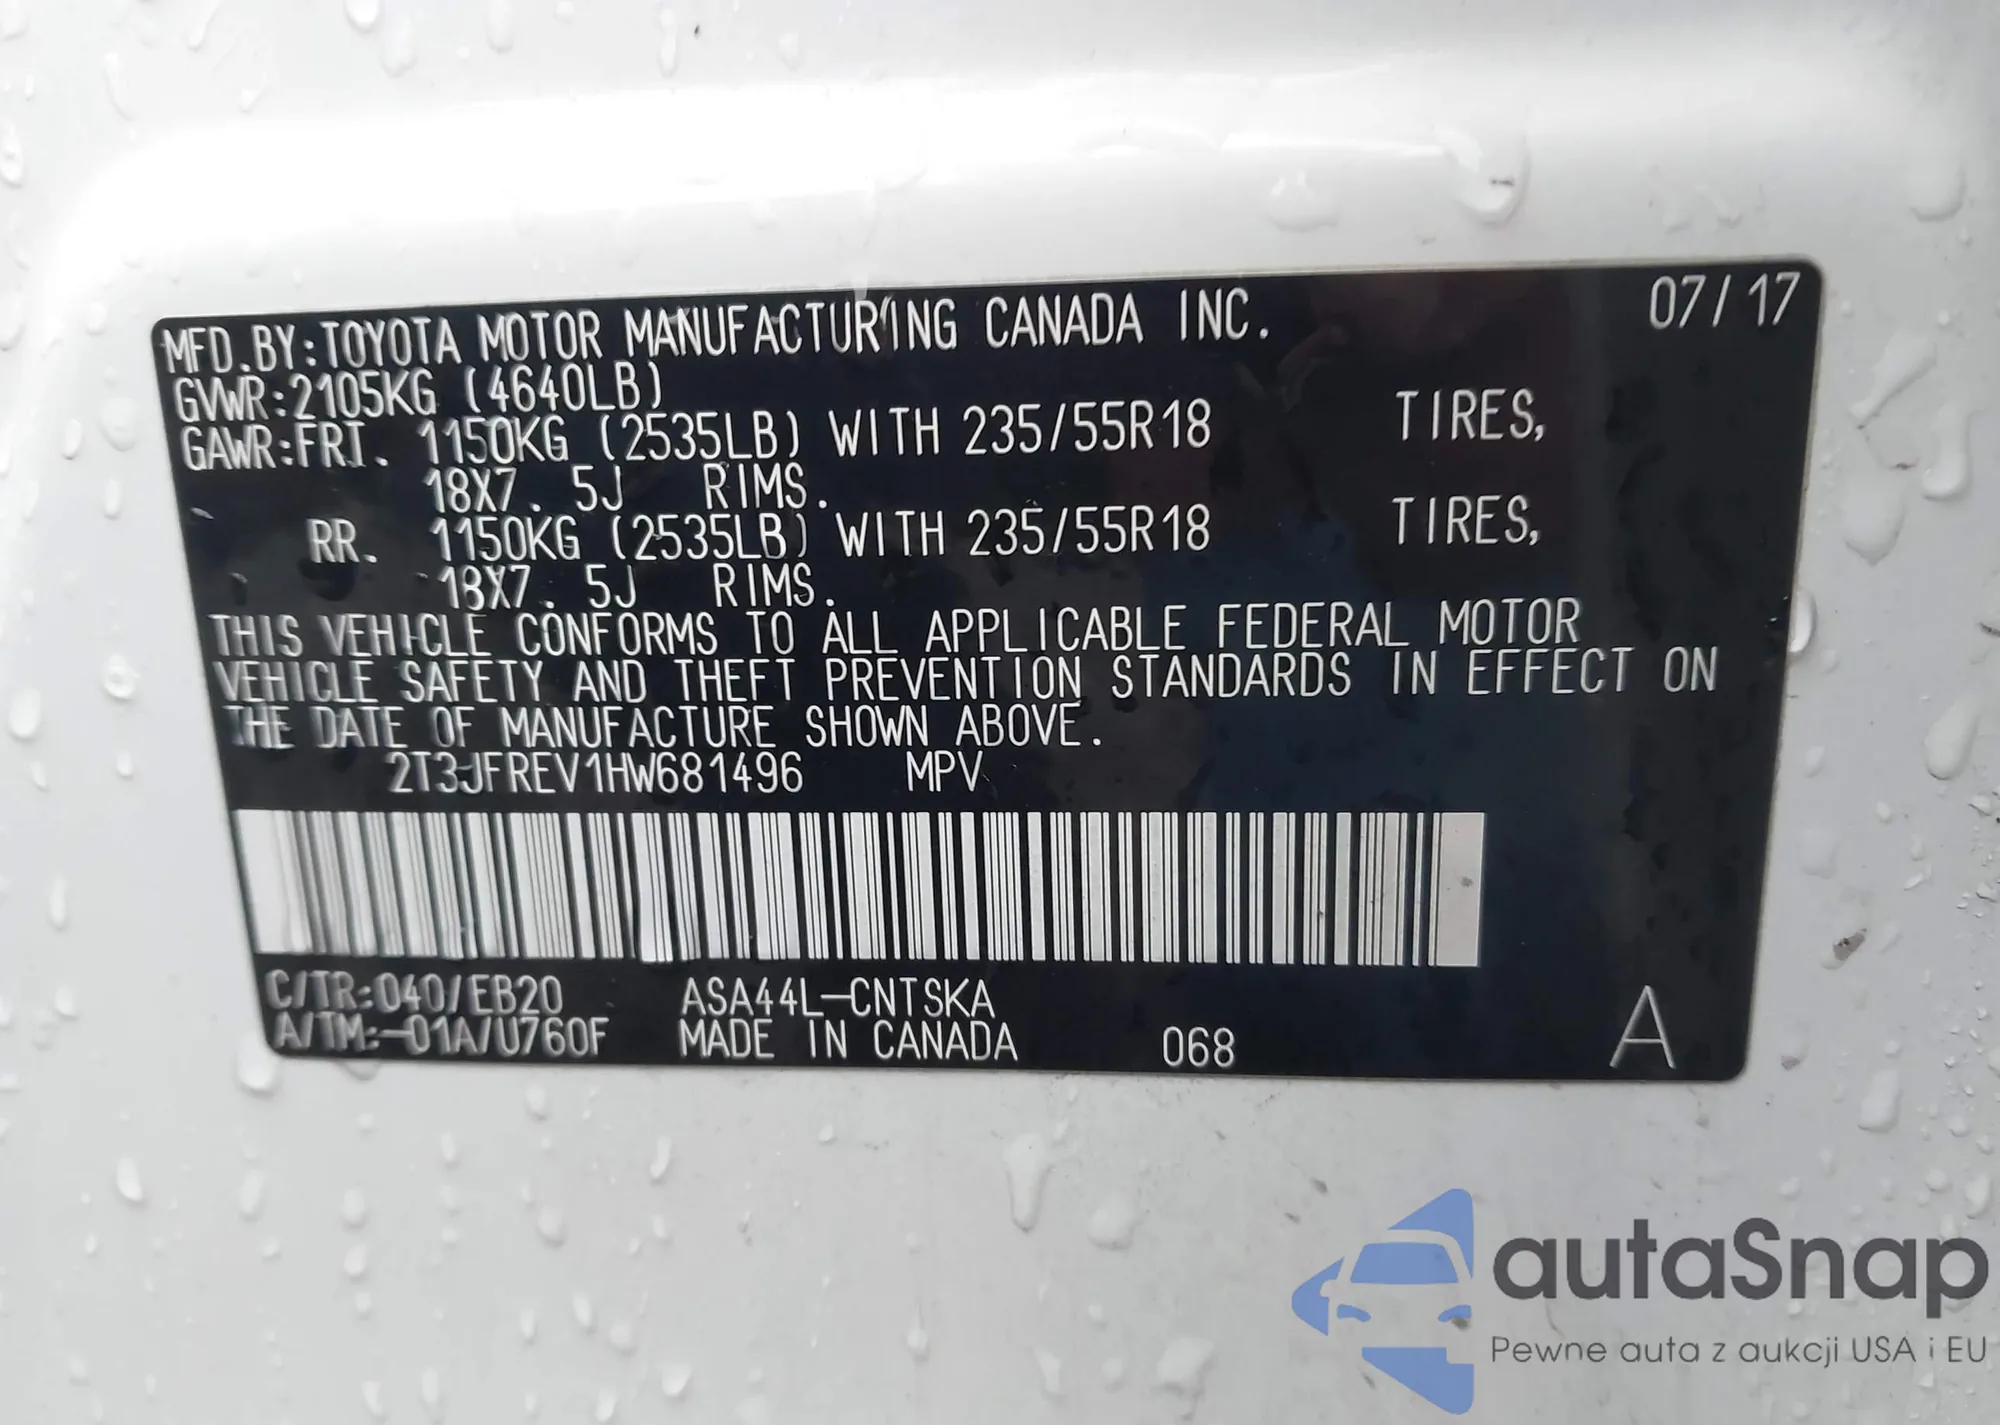 07/17
MFD.BY:TOYOTA MOTOR MANUFACTURING CANADA INC.
GVWR:2105KG (4640LB)
GAWR:FRT. 1150KG (2535LB) WITH 235/55R18 TIRES,
18X7.5J RIMS.
RR. 1150KG (2535LB) WITH 235/55R18 TIRES,
18X7.5J RIMS.
THIS VEHICLE CONFORMS TO ALL APPLICABLE FEDERAL MOTOR
VEHICLE SAFETY AND THEFT PREVENTION STANDARDS IN EFFECT ON
THE DATE OF MANUFACTURE SHOWN ABOVE.
2T3JFREV1HW681496 MPV
C/TR:040/EB20 ASA44L-CNTSKA
A/TM:-01A/U760F MADE IN CANADA 068 A
autaSnap
Pewne auta z aukcji USA i EU